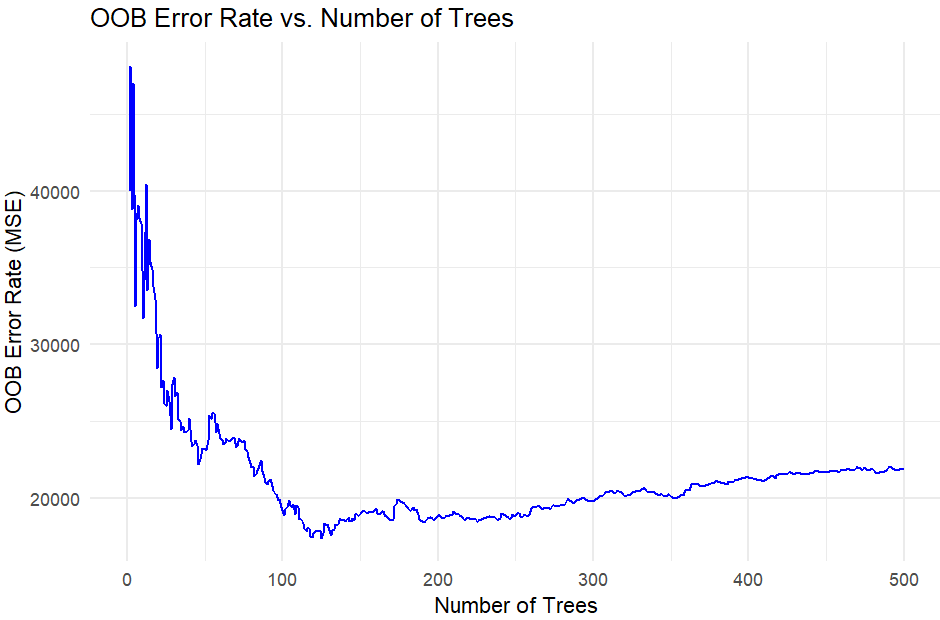 OOB Error Rate vs. Number of Trees
OOB Error Rate (MSE)
40000
30000
20000
0 100 200 300 400 500
Number of Trees